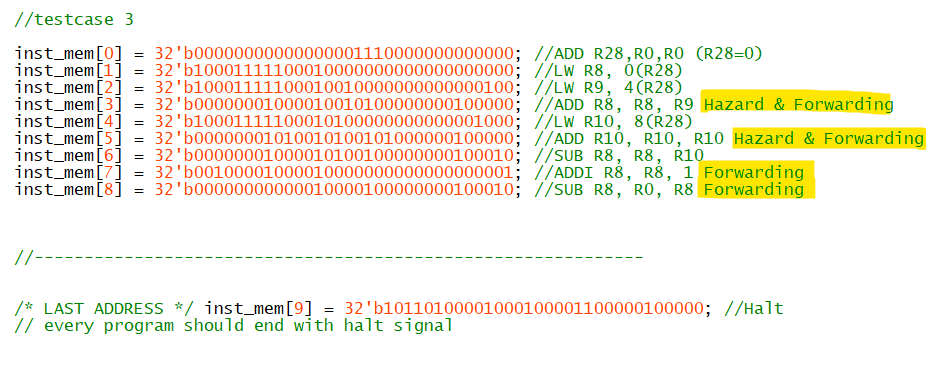 //testcase 3
inst_mem[0] = 32'b00000000000000001110000000000000; //ADD R28,R0,R0 (R28=0)
inst_mem[1] = 32'b10001111100010000000000000000000; //LW R8, 0(R28)
inst_mem[2] = 32'b10001111100010010000000000000100; //LW R9, 4(R28)
inst_mem[3] = 32'b00000001000010010100000000100000; //ADD R8, R8, R9 Hazard & Forwarding
inst_mem[4] = 32'b10001111100010100000000000001000; //LW R10, 8(R28)
inst_mem[5] = 32'b00000001010010100101000000100000; //ADD R10, R10, R10 Hazard & Forwarding
inst_mem[6] = 32'b00000001000010100100000000100010; //SUB R8, R8, R10
inst_mem[7] = 32'b00100001000010000000000000000001; //ADDI R8, R8, 1 Forwarding
inst_mem[8] = 32'b00000000000010000100000000100010; //SUB R8, R0, R8 Forwarding
//-------------------------------------------------------------
/* LAST ADDRESS */ inst_mem[9] = 32'b10110100001000100001100000100000; //Halt
// every program should end with halt signal